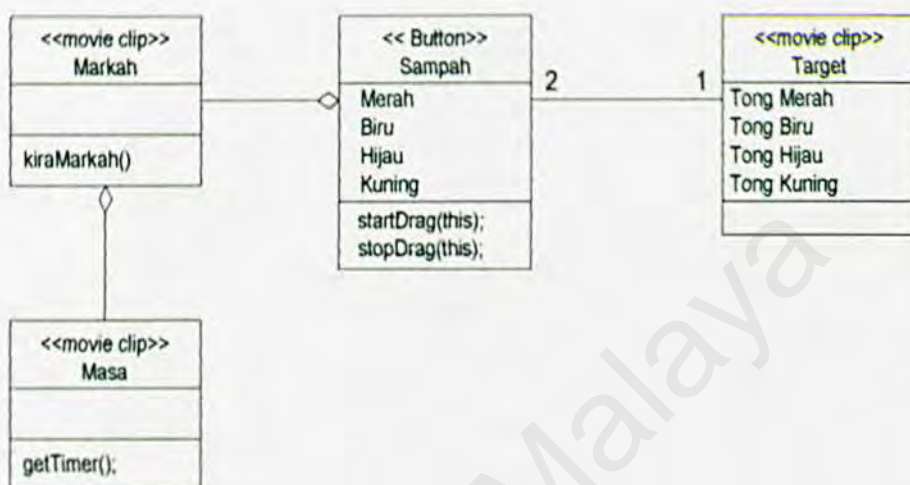 <<movie clip>>
Markah
kiraMarkah()
<< Button>>
Sampah
Merah
Biru
Hijau
Kuning
startDrag(this);
stopDrag(this);
2
1
<<movie clip>>
Target
Tong Merah
Tong Biru
Tong Hijau
Tong Kuning
<<movie clip>>
Masa
getTimer();
Malaya